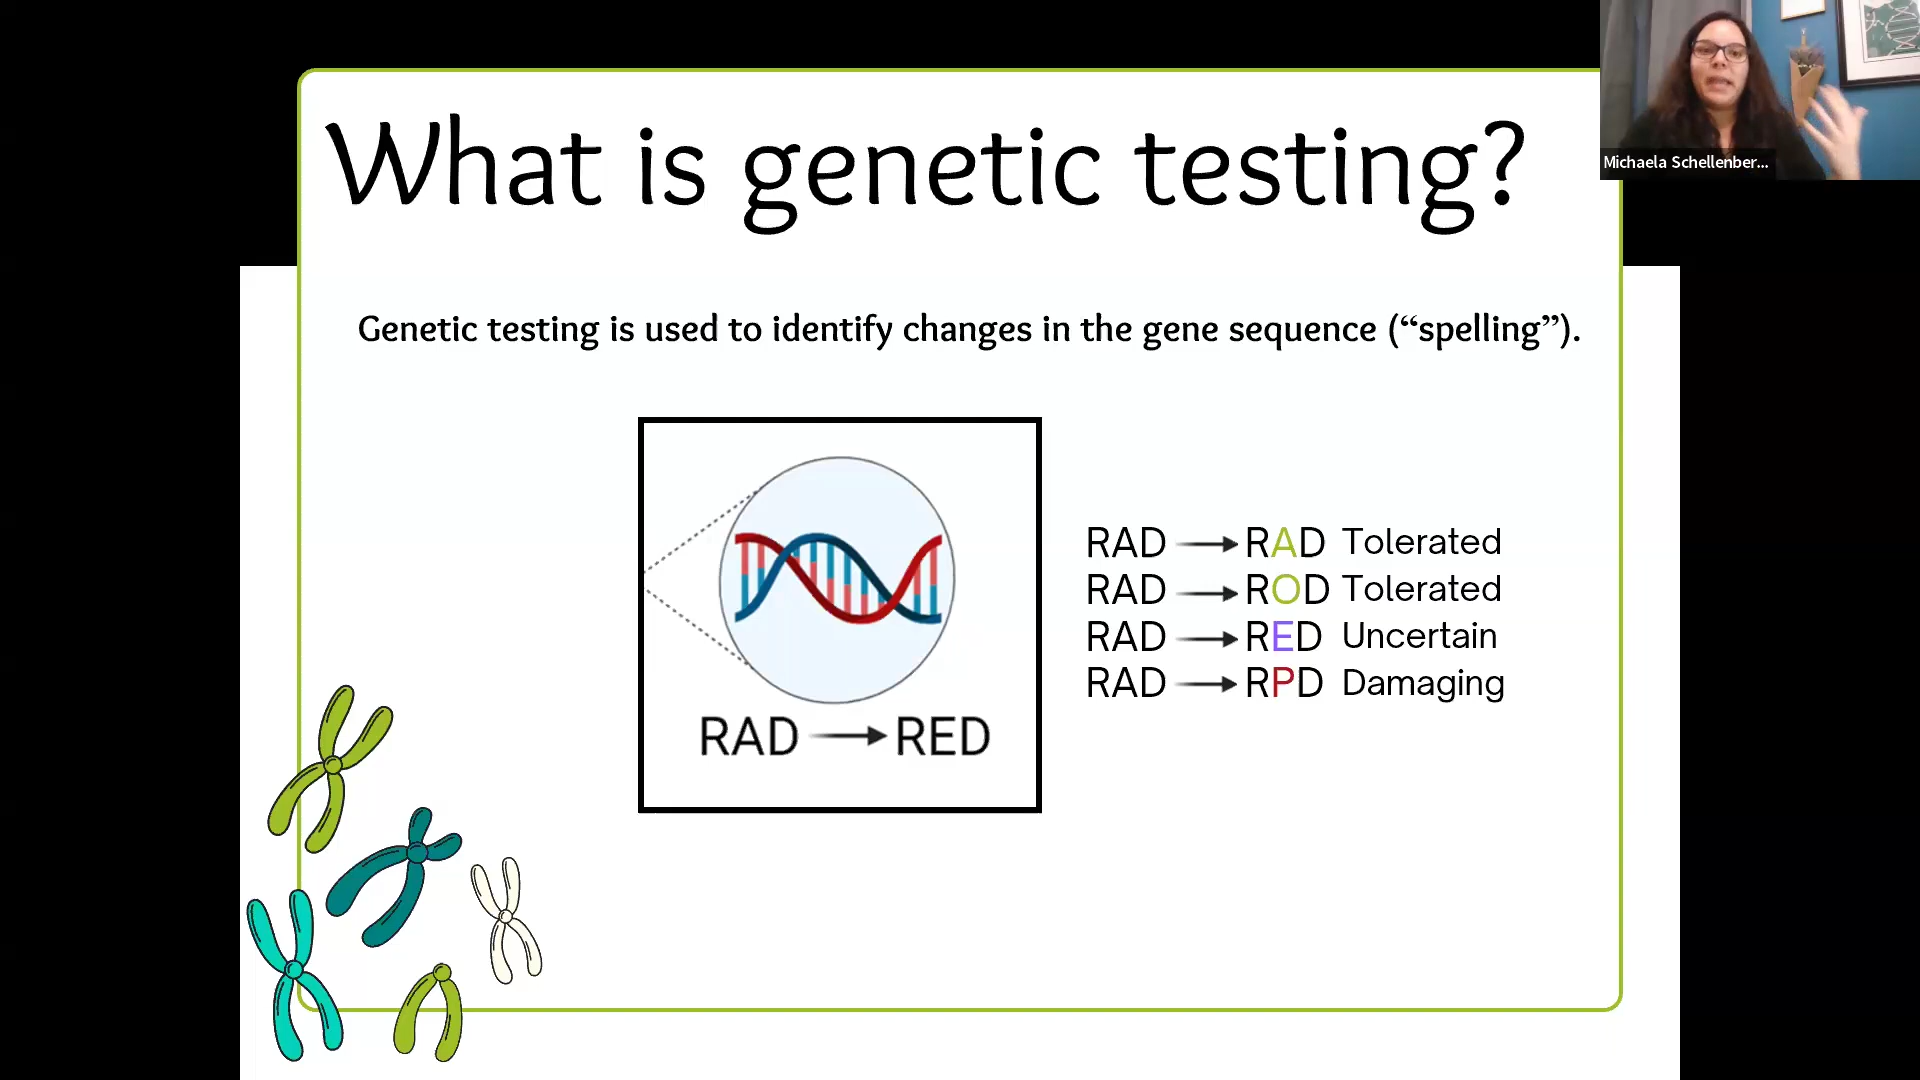 What is genetic testing?
Michaela Schellenber...
Genetic testing is used to identify changes in the gene sequence (“spelling”).
RAD → RED
RAD → RAD Tolerated
RAD → ROD Tolerated
RAD → RED Uncertain
RAD → RPD Damaging